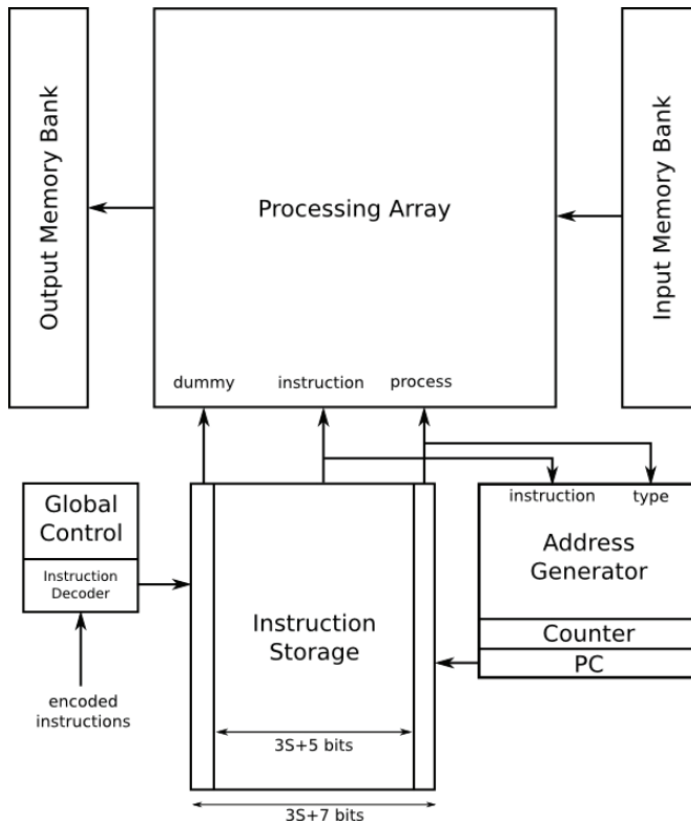 Output Memory Bank
Processing Array
Input Memory Bank
dummy
instruction
process
Global
Control
Instruction
Decoder
encoded
instructions
Instruction
Storage
3S+5 bits
3S+7 bits
instruction
type
Address
Generator
Counter
PC